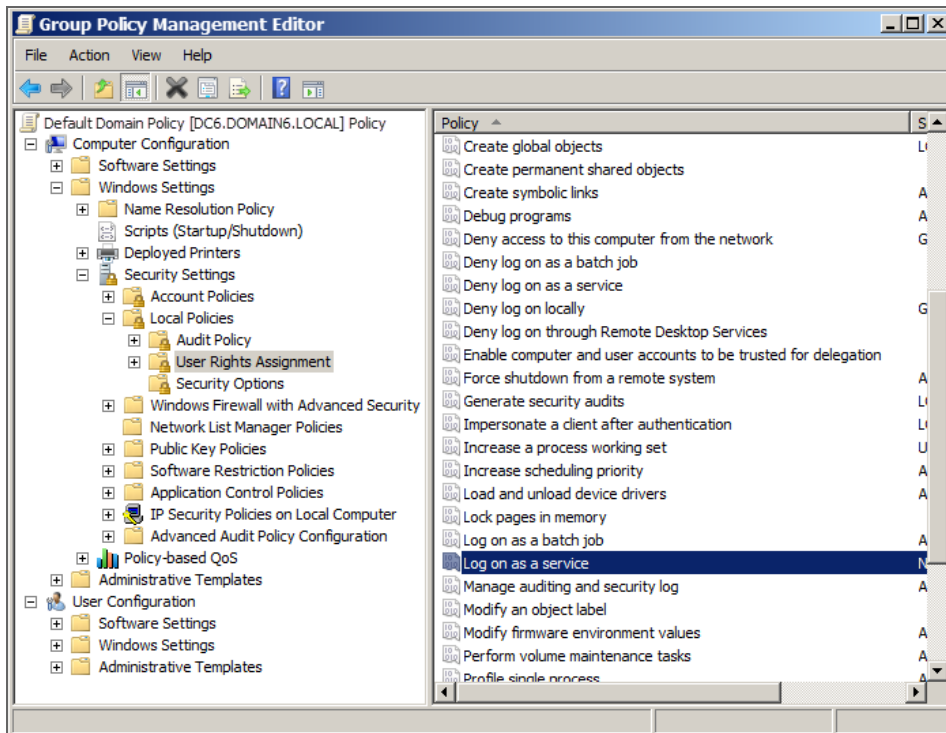 Group Policy Management Editor
File Action View Help
Default Domain Policy [DC6.DOMAIN6.LOCAL] Policy
Computer Configuration
Software Settings
Windows Settings
Name Resolution Policy
Scripts (Startup/Shutdown)
Deployed Printers
Security Settings
Account Policies
Local Policies
Audit Policy
User Rights Assignment
Security Options
Windows Firewall with Advanced Security
Network List Manager Policies
Public Key Policies
Software Restriction Policies
Application Control Policies
IP Security Policies on Local Computer
Advanced Audit Policy Configuration
Policy-based QoS
Administrative Templates
User Configuration
Software Settings
Windows Settings
Administrative Templates
Policy S
Create global objects
Create permanent shared objects
Create symbolic links A
Debug programs A
Deny access to this computer from the network G
Deny log on as a batch job
Deny log on as a service
Deny log on locally G
Deny log on through Remote Desktop Services
Enable computer and user accounts to be trusted for delegation
Force shutdown from a remote system A
Generate security audits
Impersonate a client after authentication
Increase a process working set U
Increase scheduling priority A
Load and unload device drivers A
Lock pages in memory
Log on as a batch job A
Log on as a service N
Manage auditing and security log A
Modify an object label
Modify firmware environment values A
Perform volume maintenance tasks A
Profile single process A